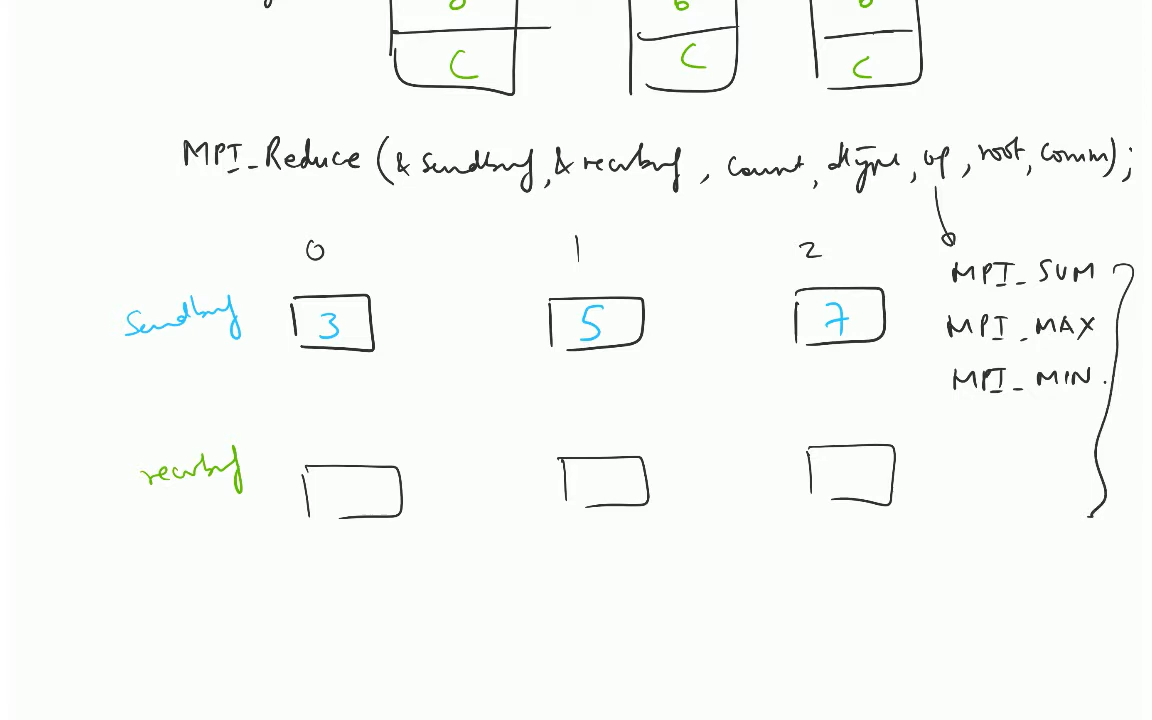 b b b
C C C
MPI_Reduce (& sendbuf, & recvbuf, count, dtype, op, root, comm);
0 1 2
MPI_SUM
sendbuf 3 5 7
MPI_MAX
MPI_MIN.
recvbuf